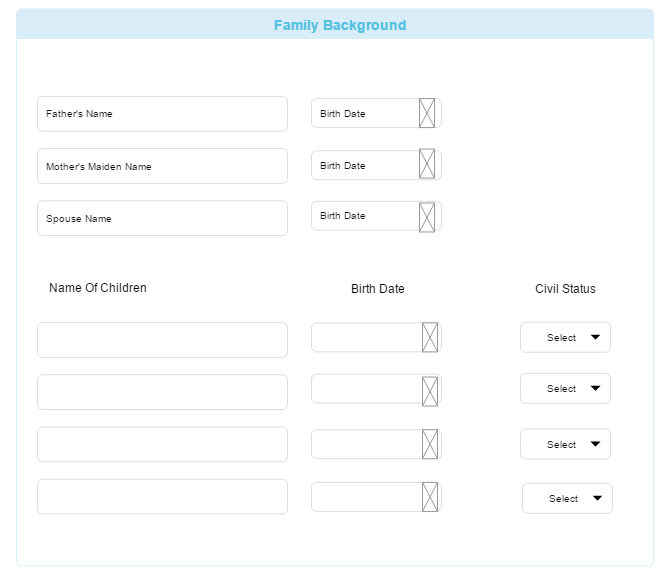 Family Background
Father's Name Birth Date
Mother's Maiden Name Birth Date
Spouse Name Birth Date
Name Of Children Birth Date Civil Status
Select
Select
Select
Select